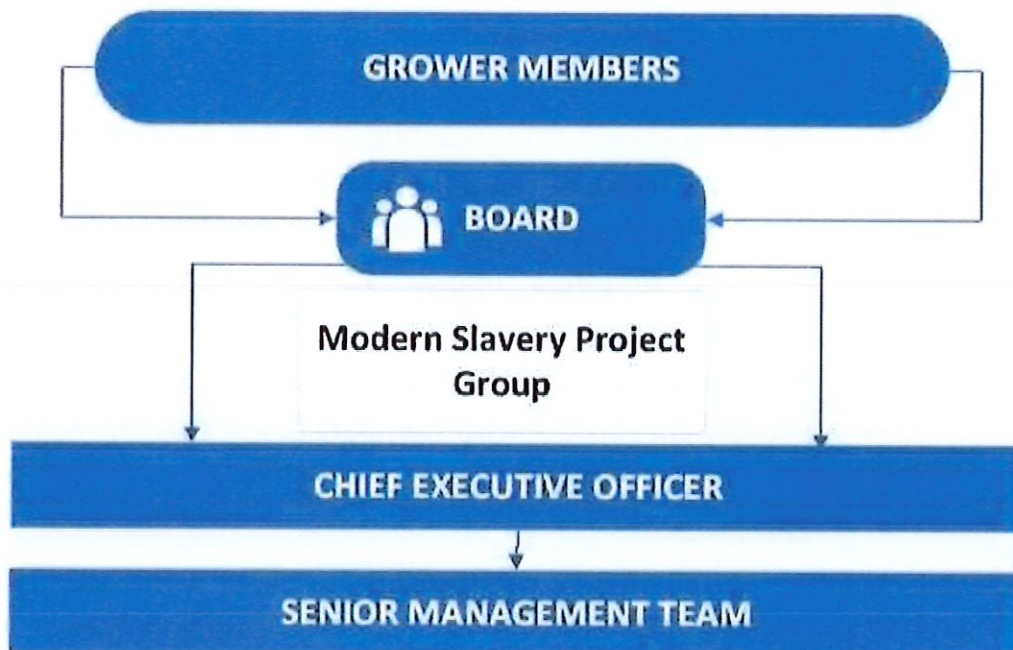 GROWER MEMBERS
BOARD
Modern Slavery Project
Group
CHIEF EXECUTIVE OFFICER
SENIOR MANAGEMENT TEAM